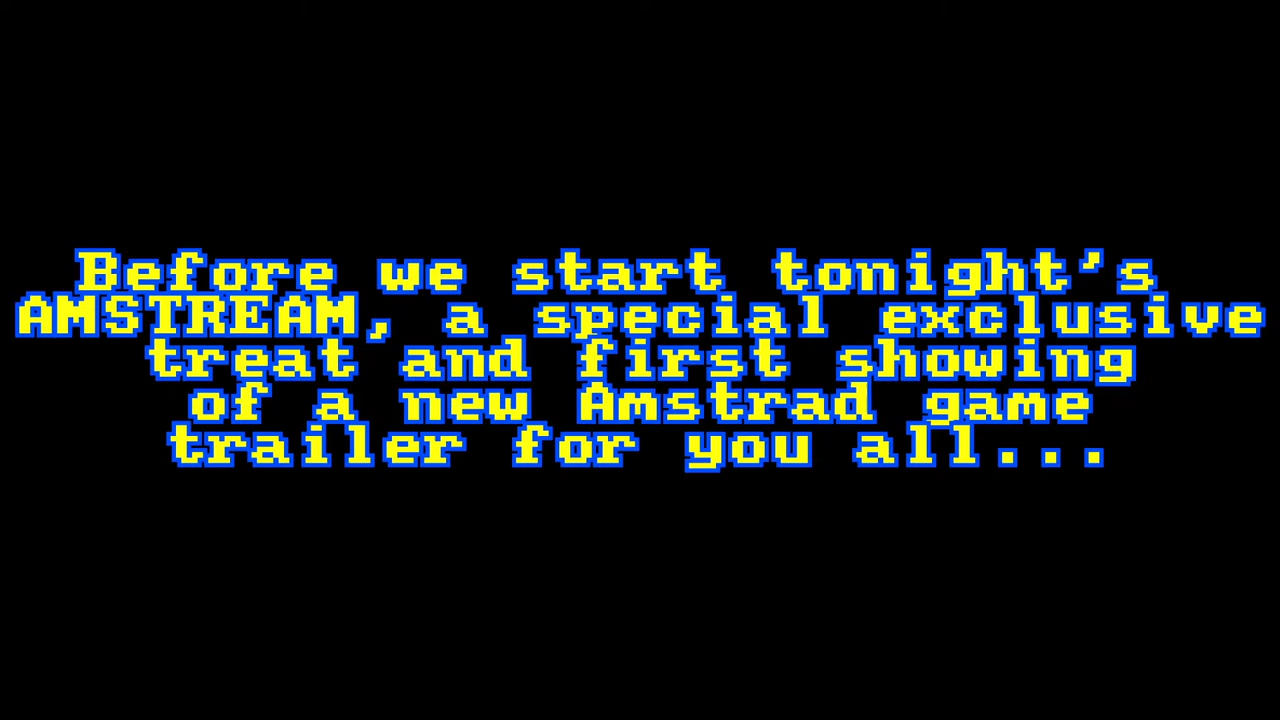 Before we start tonight's
AMSTREAM, a special exclusive
treat and first showing
of a new Amstrad game
trailer for you all...